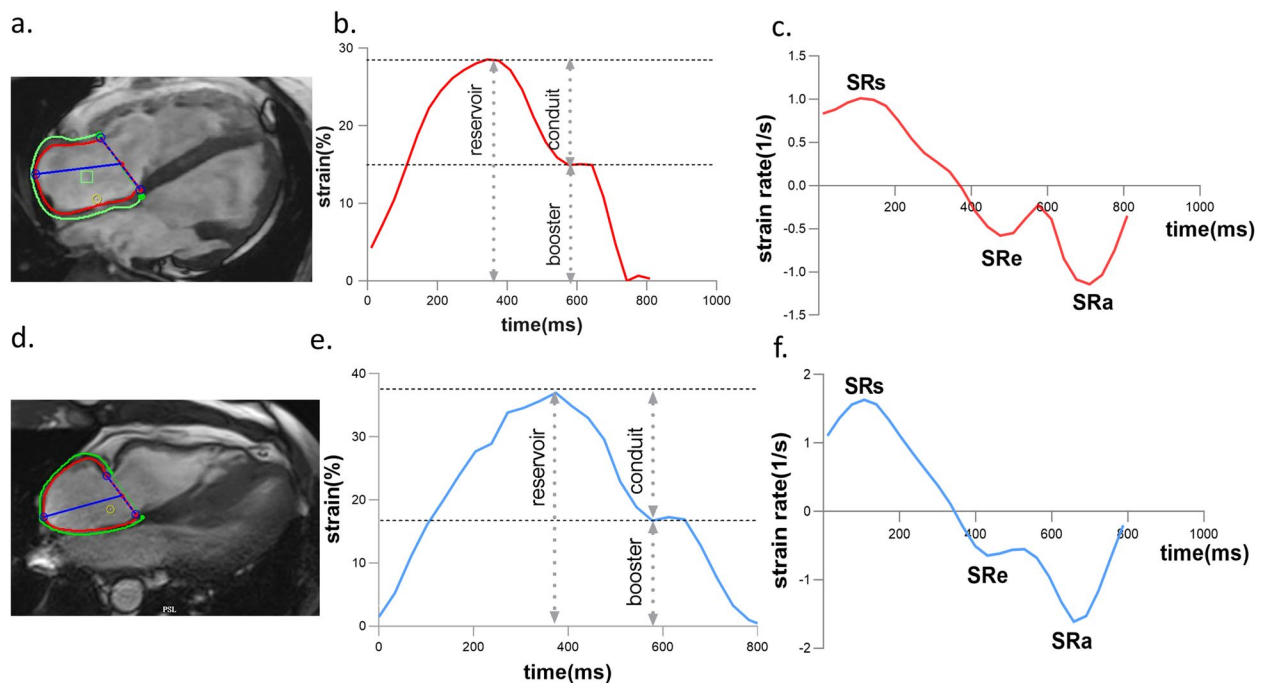 a.
b.
30
20
10
0
strain(%)
reservoir
conduit
booster
0
200
400
600
800
1000
time(ms)
c.
1.5
1.0
0.5
0.0
-0.5
-1.0
-1.5
strain rate(1/s)
SRs
200
400
600
800
1000
time(ms)
SRe
SRa
d.
PSL
e.
40
30
20
10
0
strain(%)
reservoir
conduit
booster
0
200
400
600
800
time(ms)
f.
2
1
0
-1
-2
strain rate(1/s)
SRs
200
400
600
800
1000
time(ms)
SRe
SRa